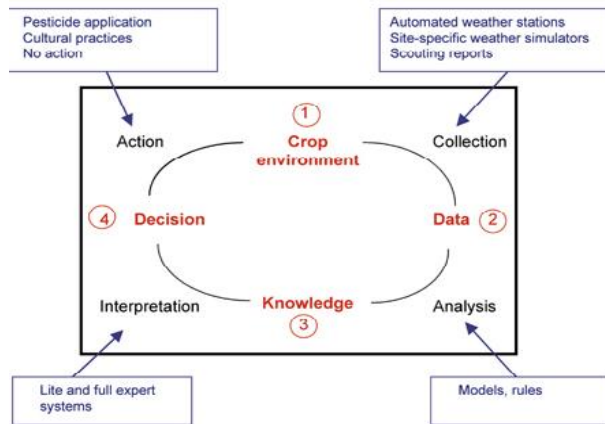 Pesticide application
Cultural practices
No action
Automated weather stations
Site-specific weather simulators
Scouting reports
1
Action
Crop
environment
Collection
4
Decision
Data
2
Interpretation
Knowledge
3
Analysis
Lite and full expert
systems
Models, rules